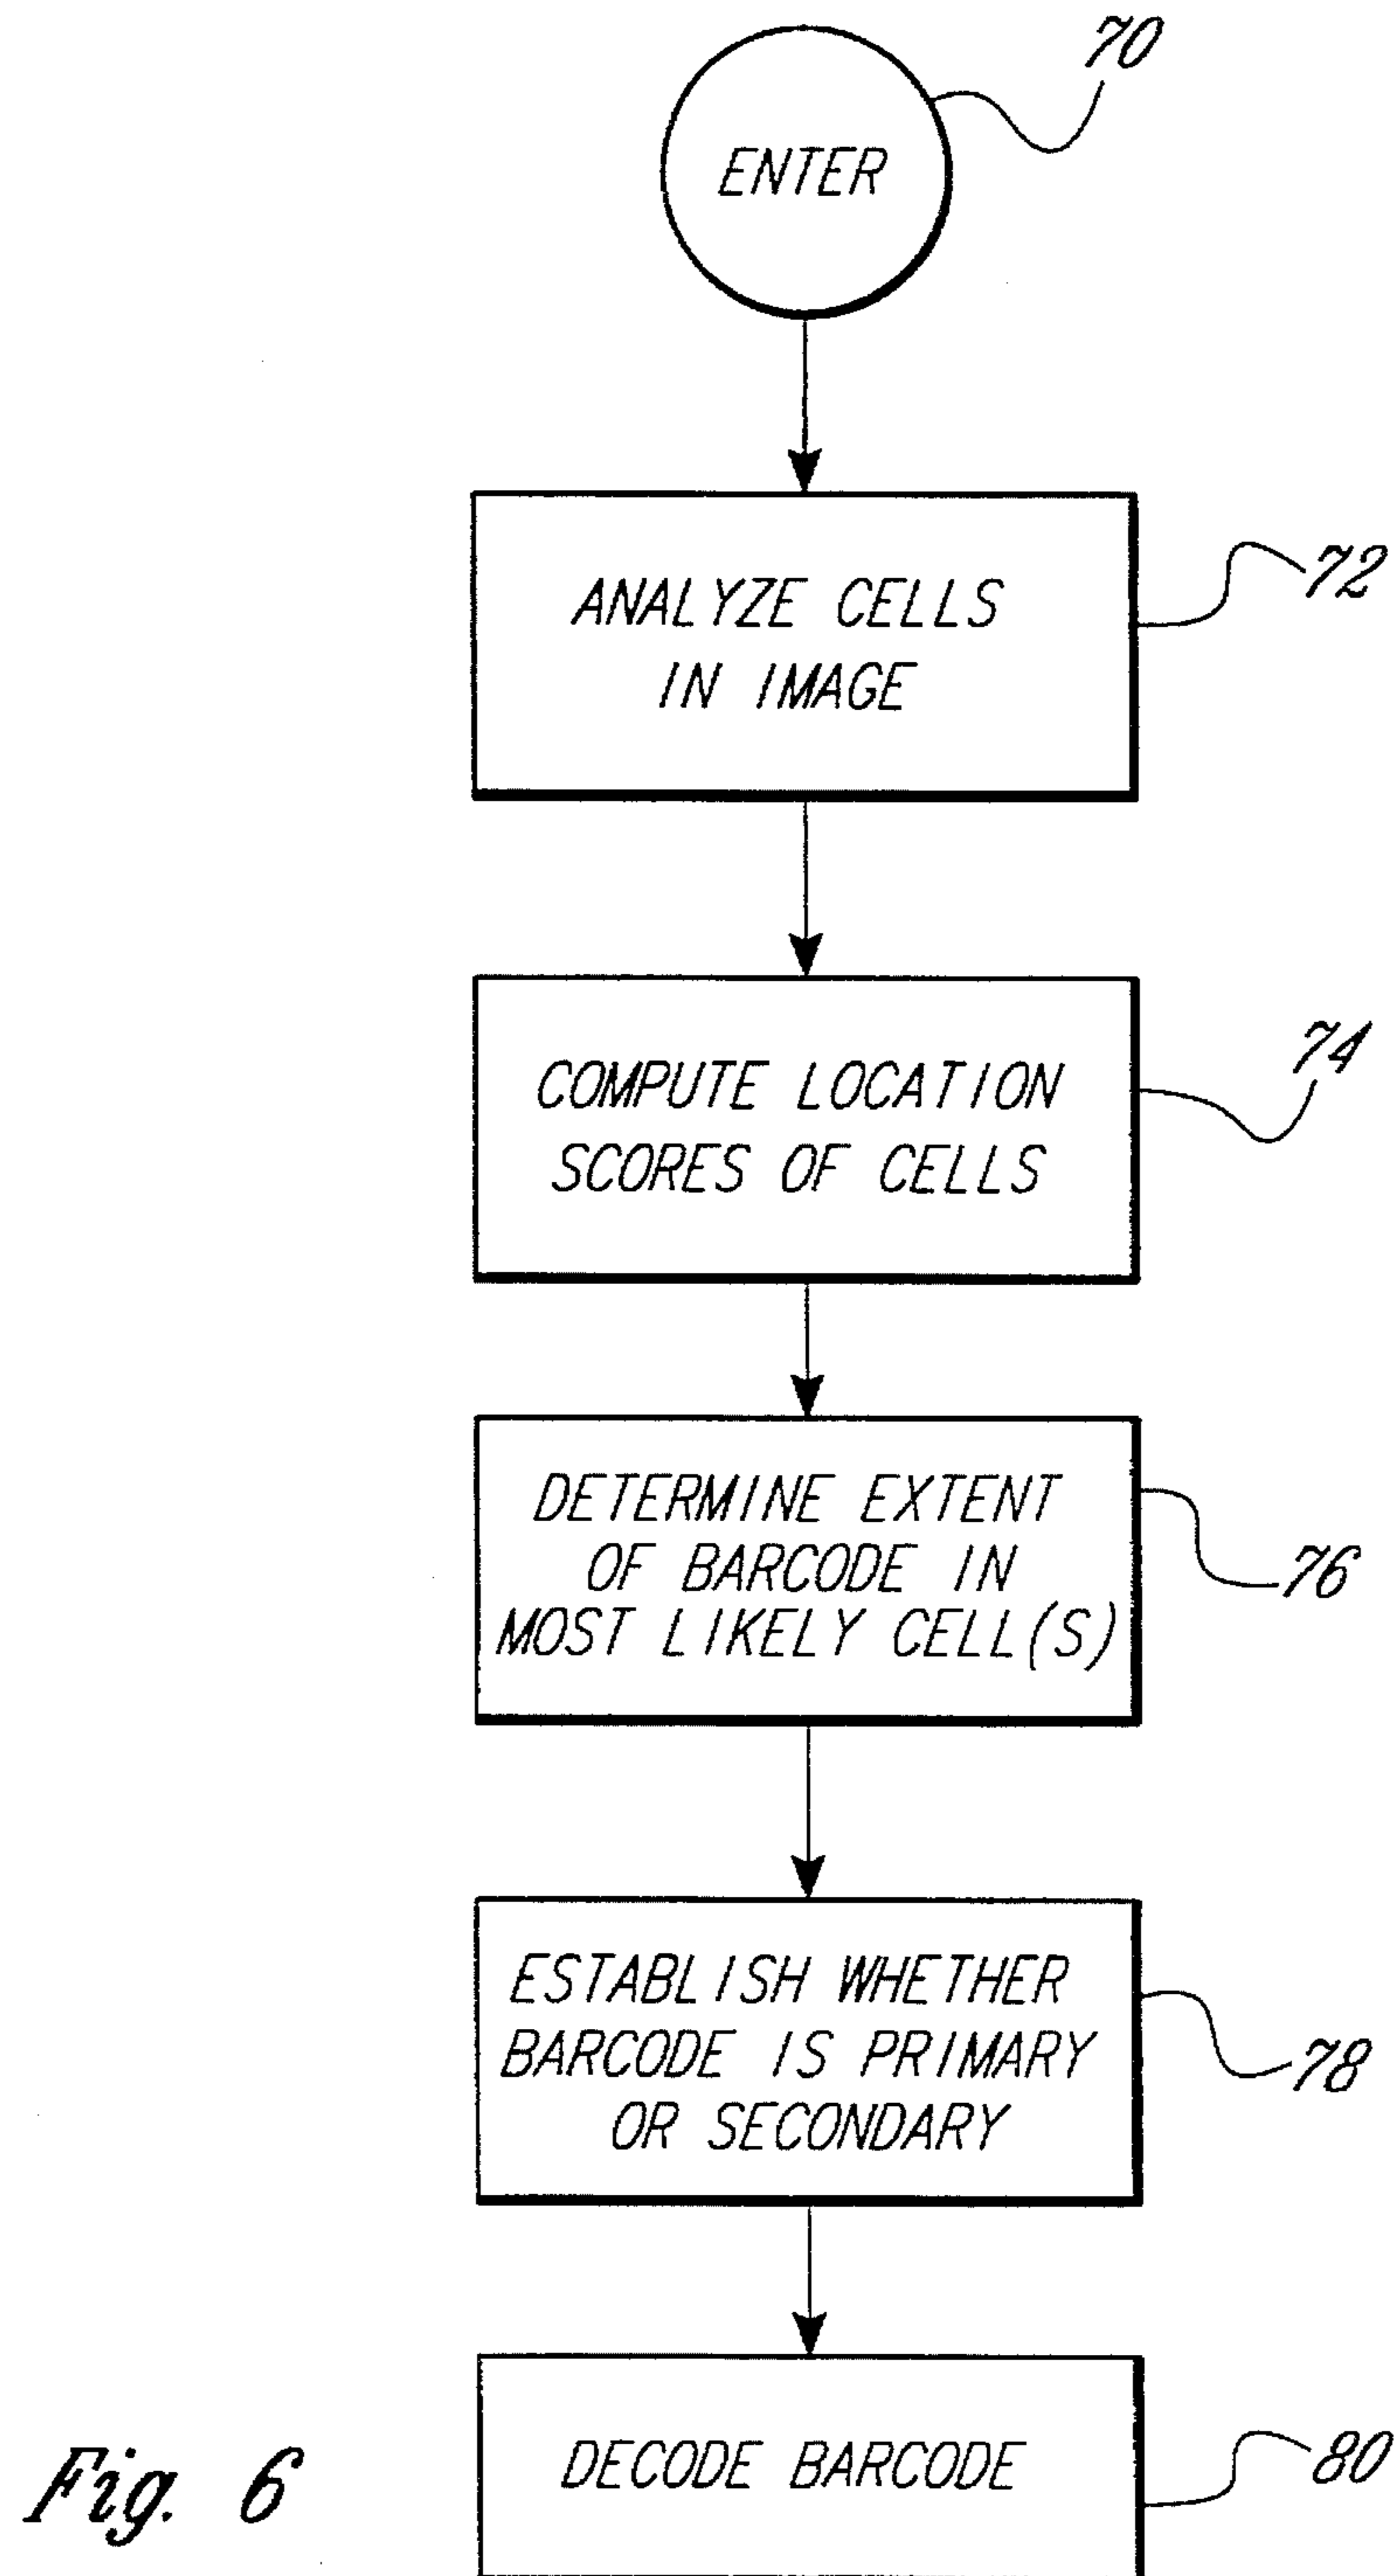 70
ENTER
72
ANALYZE CELLS
IN IMAGE
74
COMPUTE LOCATION
SCORES OF CELLS
DETERMINE EXTENT
OF BARCODE IN
76
MOST LIKELY CELL(S)
ESTABLISH WHETHER
BARCODE IS PRIMARY
78
OR SECONDARY
DECODE BARCODE
80
Fig. 6